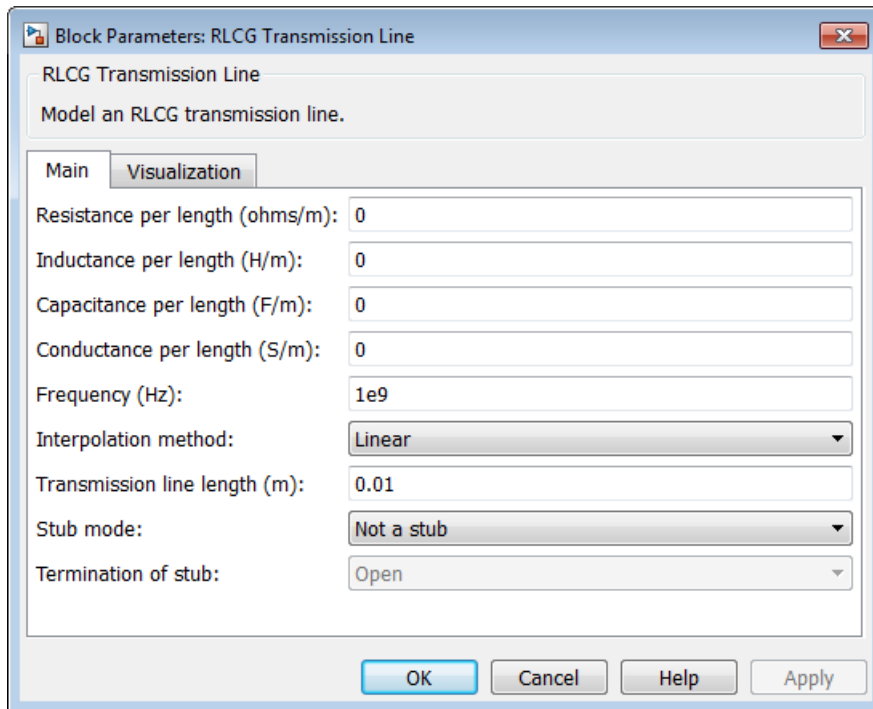 Block Parameters: RLCG Transmission Line
RLCG Transmission Line
Model an RLCG transmission line.
Main Visualization
Resistance per length (ohms/m): 0
Inductance per length (H/m): 0
Capacitance per length (F/m): 0
Conductance per length (S/m): 0
Frequency (Hz): 1e9
Interpolation method: Linear
Transmission line length (m): 0.01
Stub mode: Not a stub
Termination of stub: Open
OK Cancel Help Apply